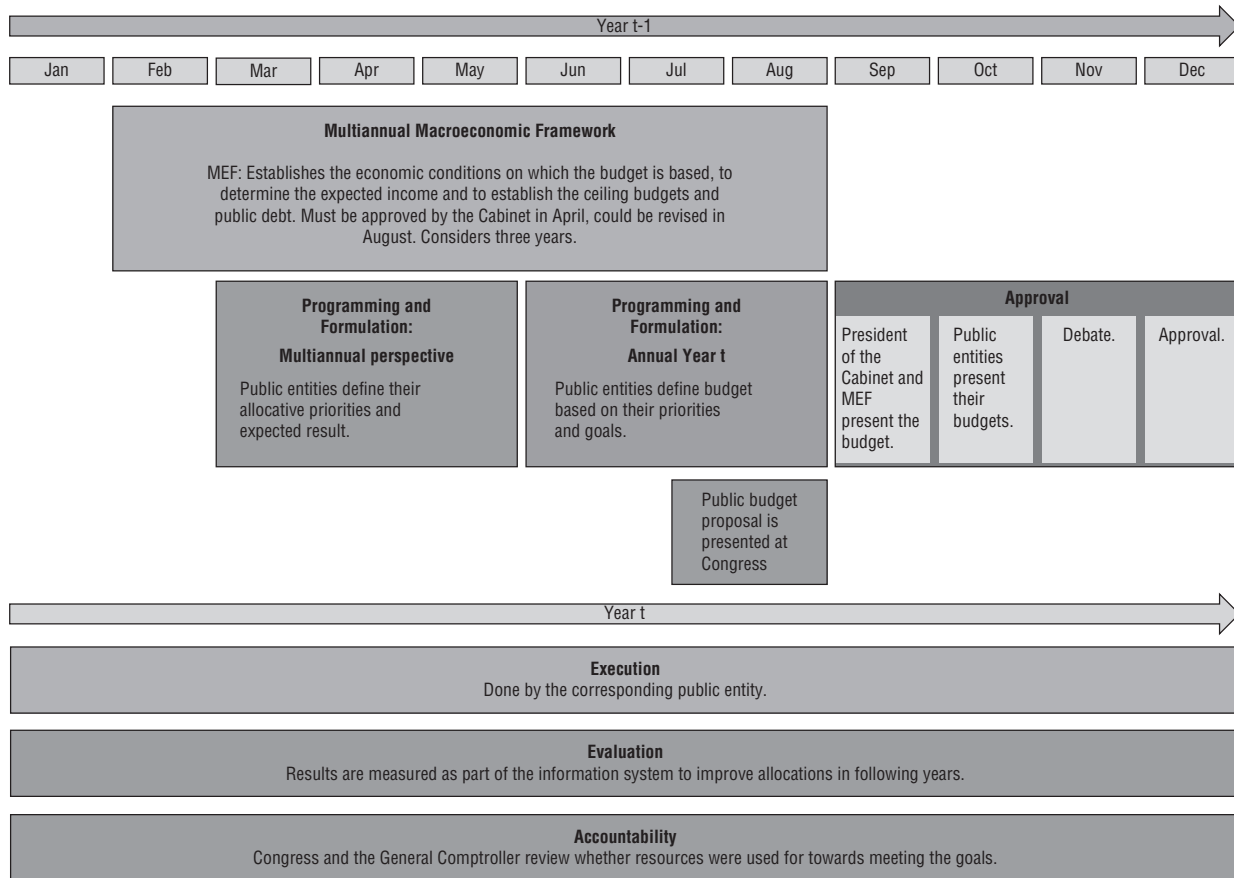 Year t-1
Jan Feb Mar Apr May Jun Jul Aug Sep Oct Nov Dec
Multiannual Macroeconomic Framework
MEF: Establishes the economic conditions on which the budget is based, to
determine the expected income and to establish the ceiling budgets and
public debt. Must be approved by the Cabinet in April, could be revised in
August. Considers three years.
Programming and
Formulation:
Multiannual perspective
Public entities define their
allocative priorities and
expected result.
Programming and
Formulation:
Annual Year t
Public entities define budget
based on their priorities
and goals.
Approval
President
of the
Cabinet and
MEF
present the
budget.
Public
entities
present
their
budgets.
Debate.
Approval.
Public budget
proposal is
presented at
Congress
Year t
Execution
Done by the corresponding public entity.
Evaluation
Results are measured as part of the information system to improve allocations in following years.
Accountability
Congress and the General Comptroller review whether resources were used for towards meeting the goals.